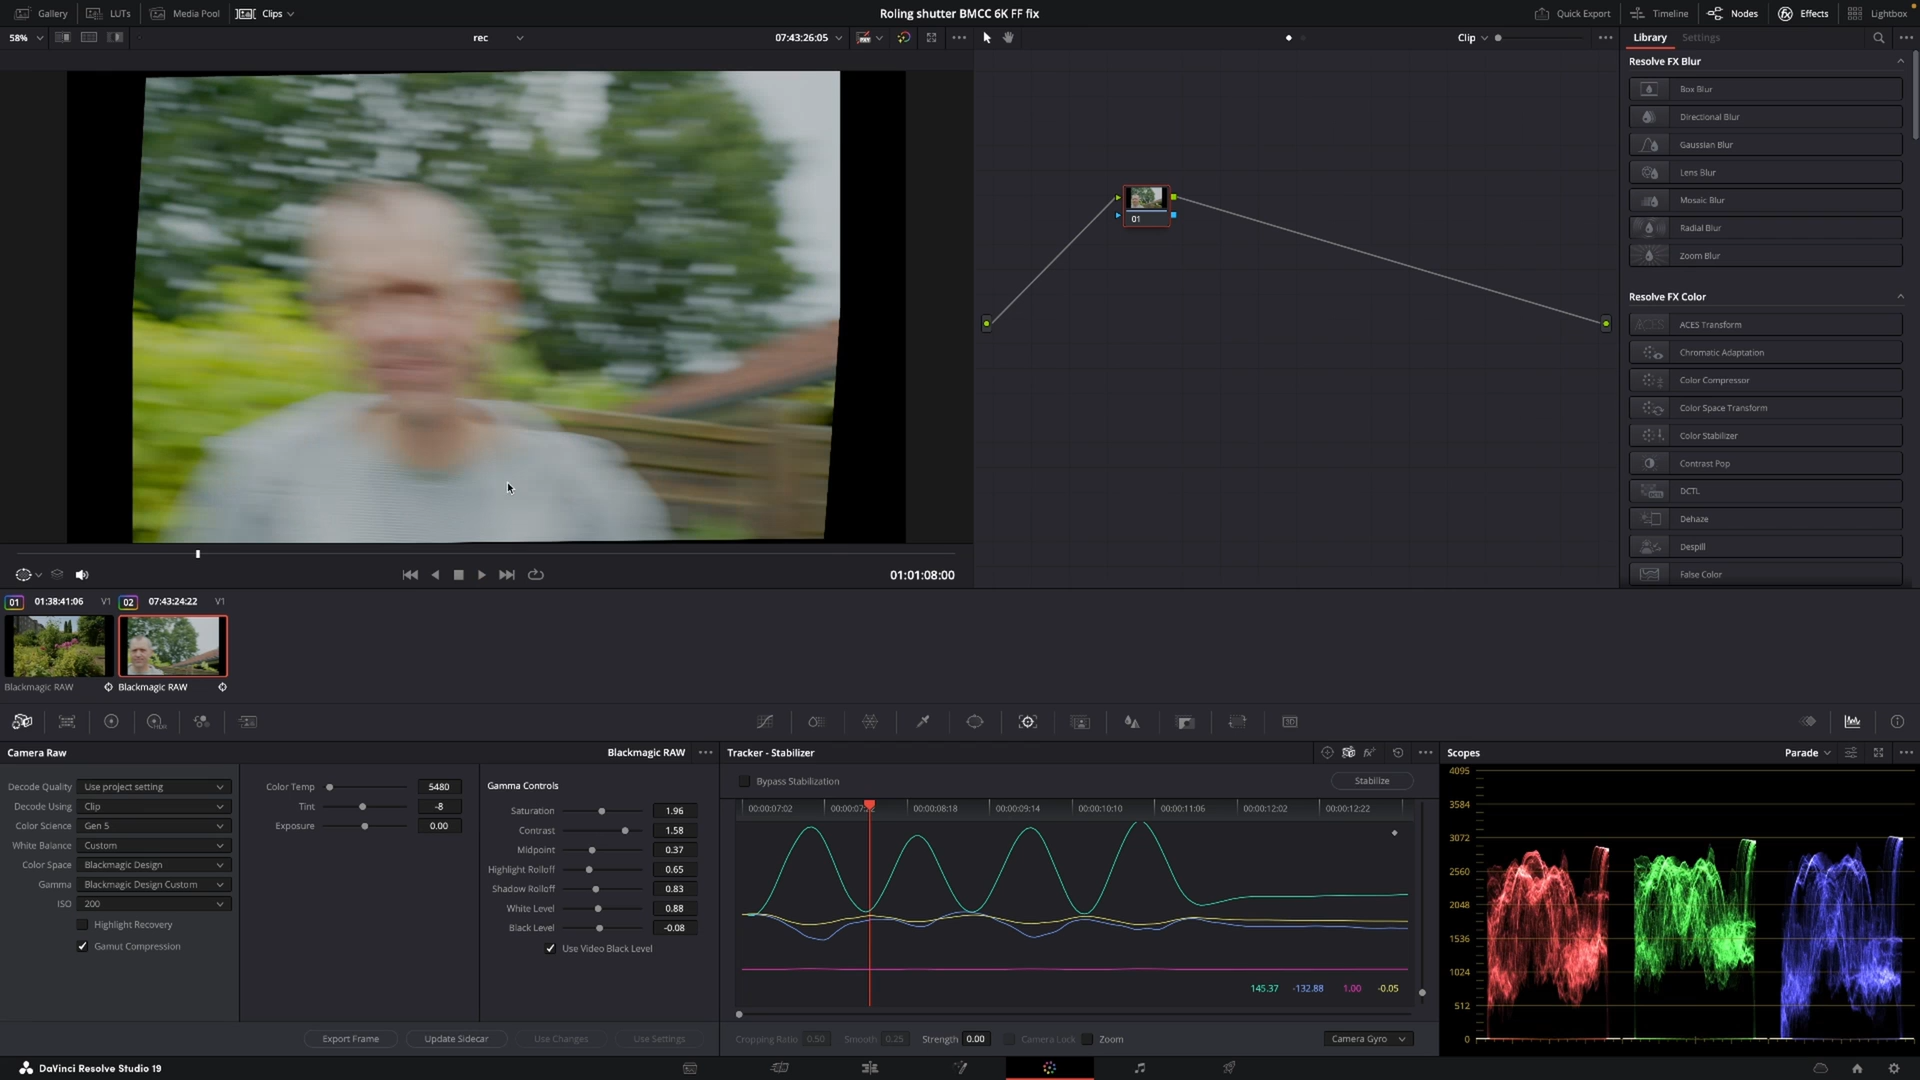 Gallery LUTs Media Pool Clips Roling shutter BMCC 6K FF fix Quick Export Timeline Nodes Effects Lightbox
58% rec 07:43:26:05 Clip Library Settings
Resolve FX Blur
Box Blur
Directional Blur
Gaussian Blur
Lens Blur
Mosaic Blur
Radial Blur
Zoom Blur
Resolve FX Color
ACES Transform
Chromatic Adaptation
Color Compressor
Color Space Transform
Color Stabilizer
Contrast Pop
DCTL
Dehaze
Despill
False Color
01
01:01:08:00
01 01:38:41:06 V1 02 07:43:24:22 V1
Blackmagic RAW Blackmagic RAW
Camera Raw Blackmagic RAW
Decode Quality Use project setting
Decode Using Clip
Color Science Gen 5
White Balance Custom
Color Space Blackmagic Design
Gamma Blackmagic Design Custom
ISO 200
Highlight Recovery
Gamut Compression
Color Temp 5480
Tint -8
Exposure 0.00
Gamma Controls
Saturation 1.96
Contrast 1.58
Midpoint 0.37
Highlight Rolloff 0.65
Shadow Rolloff 0.83
White Level 0.88
Black Level -0.08
Use Video Black Level
Export Frame Update Sidecar Use Changes Use Settings
Tracker - Stabilizer
Bypass Stabilization Stabilize
00:00:07:02 00:00:08:18 00:00:09:14 00:00:10:10 00:00:11:06 00:00:12:02 00:00:12:22
145.37 -132.88 1.00 -0.05
Cropping Ratio 0.50 Smooth 0.25 Strength 0.00 Camera Lock Zoom Camera Gyro
Scopes Parade
4095
3584
3072
2560
2048
1536
1024
512
0
DaVinci Resolve Studio 19